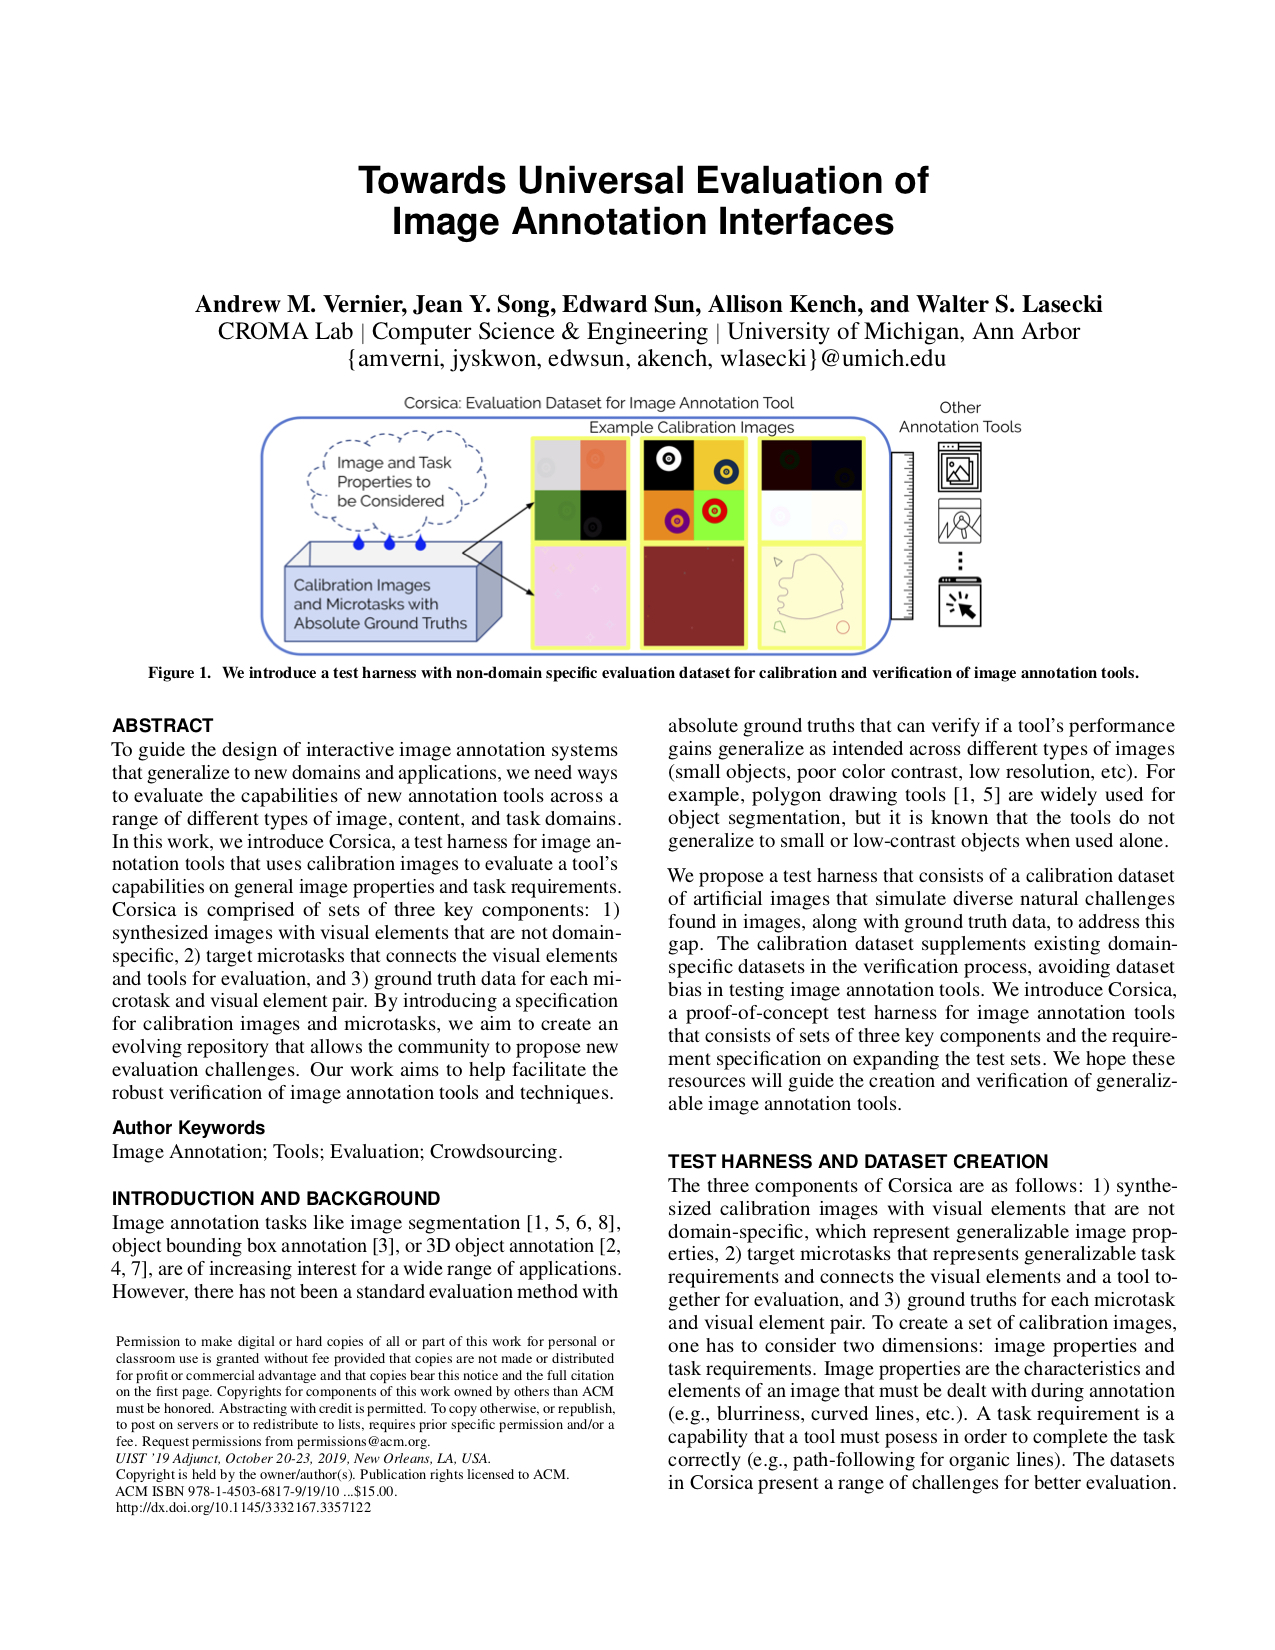 Towards Universal Evaluation of
Image Annotation Interfaces
Andrew M. Vernier, Jean Y. Song, Edward Sun, Allison Kench, and Walter S. Lasecki
CROMA Lab | Computer Science & Engineering | University of Michigan, Ann Arbor
{amverni, jyskwon, edwsun, akench, wlasecki}@umich.edu
Corsica: Evaluation Dataset for Image Annotation Tool
Example Calibration Images
Image and Task
Properties to
be Considered
Calibration Images
and Microtasks with
Absolute Ground Truths
Other
Annotation Tools
Figure 1. We introduce a test harness with non-domain specific evaluation dataset for calibration and verification of image annotation tools.
ABSTRACT
To guide the design of interactive image annotation systems
that generalize to new domains and applications, we need ways
to evaluate the capabilities of new annotation tools across a
range of different types of image, content, and task domains.
In this work, we introduce Corsica, a test harness for image an-
notation tools that uses calibration images to evaluate a tool's
capabilities on general image properties and task requirements.
Corsica is comprised of sets of three key components: 1)
synthesized images with visual elements that are not domain-
specific, 2) target microtasks that connects the visual elements
and tools for evaluation, and 3) ground truth data for each mi-
crotask and visual element pair. By introducing a specification
for calibration images and microtasks, we aim to create an
evolving repository that allows the community to propose new
evaluation challenges. Our work aims to help facilitate the
robust verification of image annotation tools and techniques.
Author Keywords
Image Annotation; Tools; Evaluation; Crowdsourcing.
INTRODUCTION AND BACKGROUND
Image annotation tasks like image segmentation [1, 5, 6, 8],
object bounding box annotation [3], or 3D object annotation [2,
4, 7], are of increasing interest for a wide range of applications.
However, there has not been a standard evaluation method with
Permission to make digital or hard copies of all or part of this work for personal or
classroom use is granted without fee provided that copies are not made or distributed
for profit or commercial advantage and that copies bear this notice and the full citation
on the first page. Copyrights for components of this work owned by others than ACM
must be honored. Abstracting with credit is permitted. To copy otherwise, or republish,
to post on servers or to redistribute to lists, requires prior specific permission and/or a
fee. Request permissions from permissions@acm.org.
UIST '19 Adjunct, October 20-23, 2019, New Orleans, LA, USA.
Copyright is held by the owner/author(s). Publication rights licensed to ACM.
ACM ISBN 978-1-4503-6817-9/19/10 ...$15.00.
http://dx.doi.org/10.1145/3332167.3357122
absolute ground truths that can verify if a tool's performance
gains generalize as intended across different types of images
(small objects, poor color contrast, low resolution, etc). For
example, polygon drawing tools [1, 5] are widely used for
object segmentation, but it is known that the tools do not
generalize to small or low-contrast objects when used alone.
We propose a test harness that consists of a calibration dataset
of artificial images that simulate diverse natural challenges
found in images, along with ground truth data, to address this
gap. The calibration dataset supplements existing domain-
specific datasets in the verification process, avoiding dataset
bias in testing image annotation tools. We introduce Corsica,
a proof-of-concept test harness for image annotation tools
that consists of sets of three key components and the require-
ment specification on expanding the test sets. We hope these
resources will guide the creation and verification of generaliz-
able image annotation tools.
TEST HARNESS AND DATASET CREATION
The three components of Corsica are as follows: 1) synthe-
sized calibration images with visual elements that are not
domain-specific, which represent generalizable image prop-
erties, 2) target microtasks that represents generalizable task
requirements and connects the visual elements and a tool to-
gether for evaluation, and 3) ground truths for each microtask
and visual element pair. To create a set of calibration images,
one has to consider two dimensions: image properties and
task requirements. Image properties are the characteristics and
elements of an image that must be dealt with during annotation
(e.g., blurriness, curved lines, etc.). A task requirement is a
capability that a tool must posess in order to complete the task
correctly (e.g., path-following for organic lines). The datasets
in Corsica present a range of challenges for better evaluation.